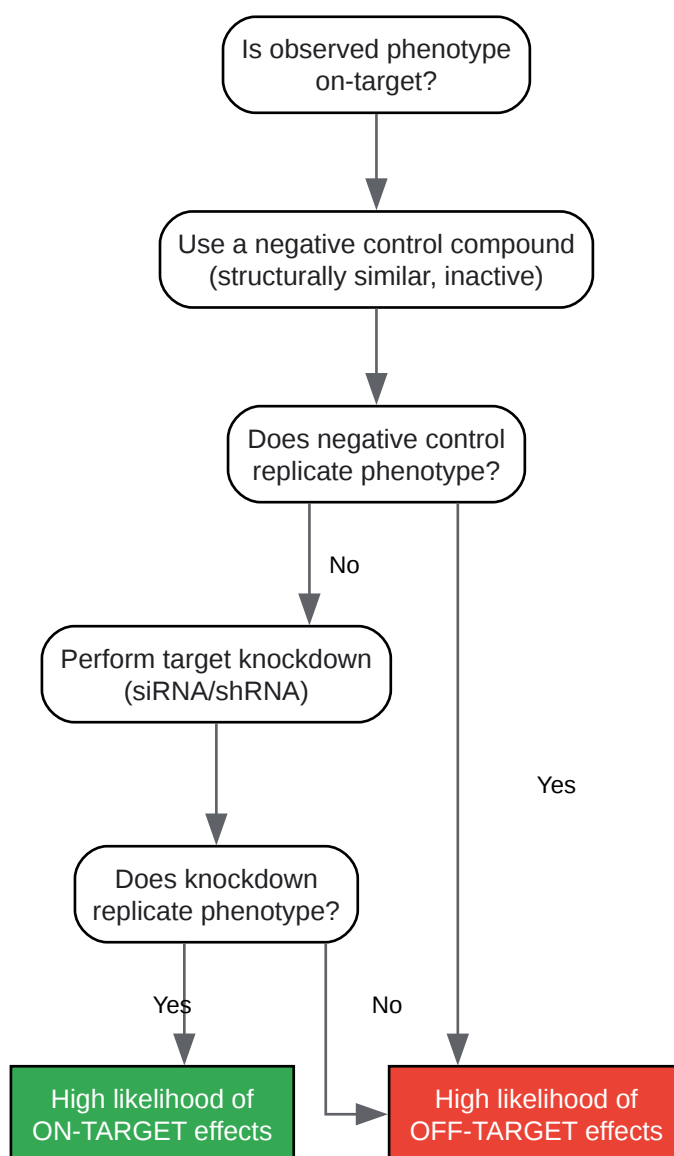 Is observed phenotype
on-target?
Use a negative control compound
(structurally similar, inactive)
Does negative control
replicate phenotype?
No
Perform target knockdown
(siRNA/shRNA)
Yes
Does knockdown
replicate phenotype?
Yes
No
High likelihood of
ON-TARGET effects
High likelihood of
OFF-TARGET effects